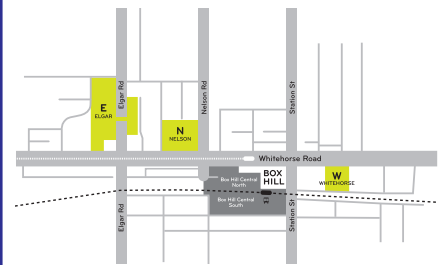 Elgar Rd
Nelson Rd
Station St
E
ELGAR
N
NELSON
Whitehorse Road
Box Hill Central
North
BOX
HILL
W
WHITEHORSE
Box Hill Central
South
Elgar Rd
Station St